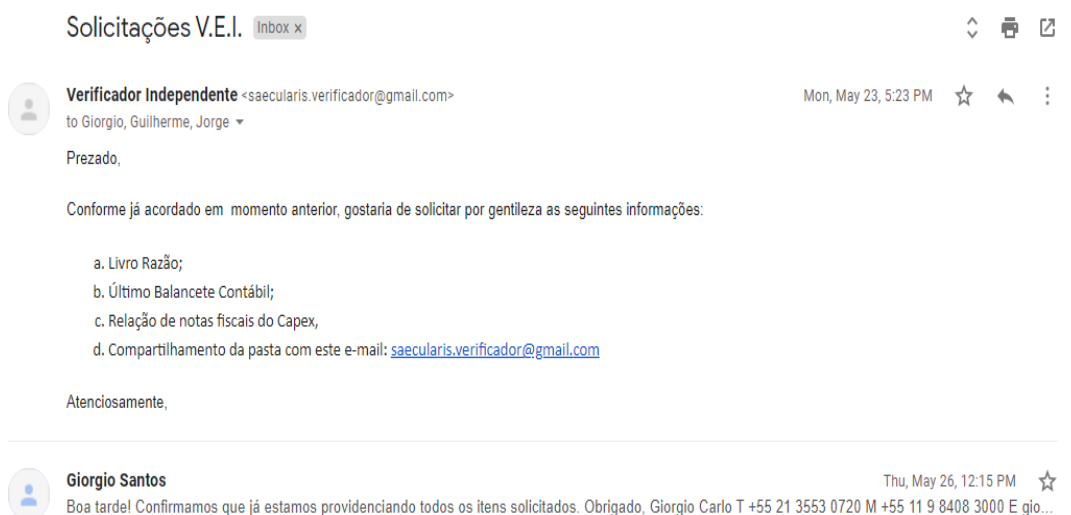 Solicitações V.E.I. Inbox x
Verificador Independente <saecularis.verificador@gmail.com> Mon, May 23, 5:23 PM
to Giorgio, Guilherme, Jorge
Prezado,
Conforme já acordado em momento anterior, gostaria de solicitar por gentileza as seguintes informações:
a. Livro Razão;
b. Último Balancete Contábil;
c. Relação de notas fiscais do Capex,
d. Compartilhamento da pasta com este e-mail: saecularis.verificador@gmail.com
Atenciosamente,
Giorgio Santos Thu, May 26, 12:15 PM
Boa tarde! Confirmamos que já estamos providenciando todos os itens solicitados. Obrigado, Giorgio Carlo T +55 21 3553 0720 M +55 11 9 8408 3000 E gio...